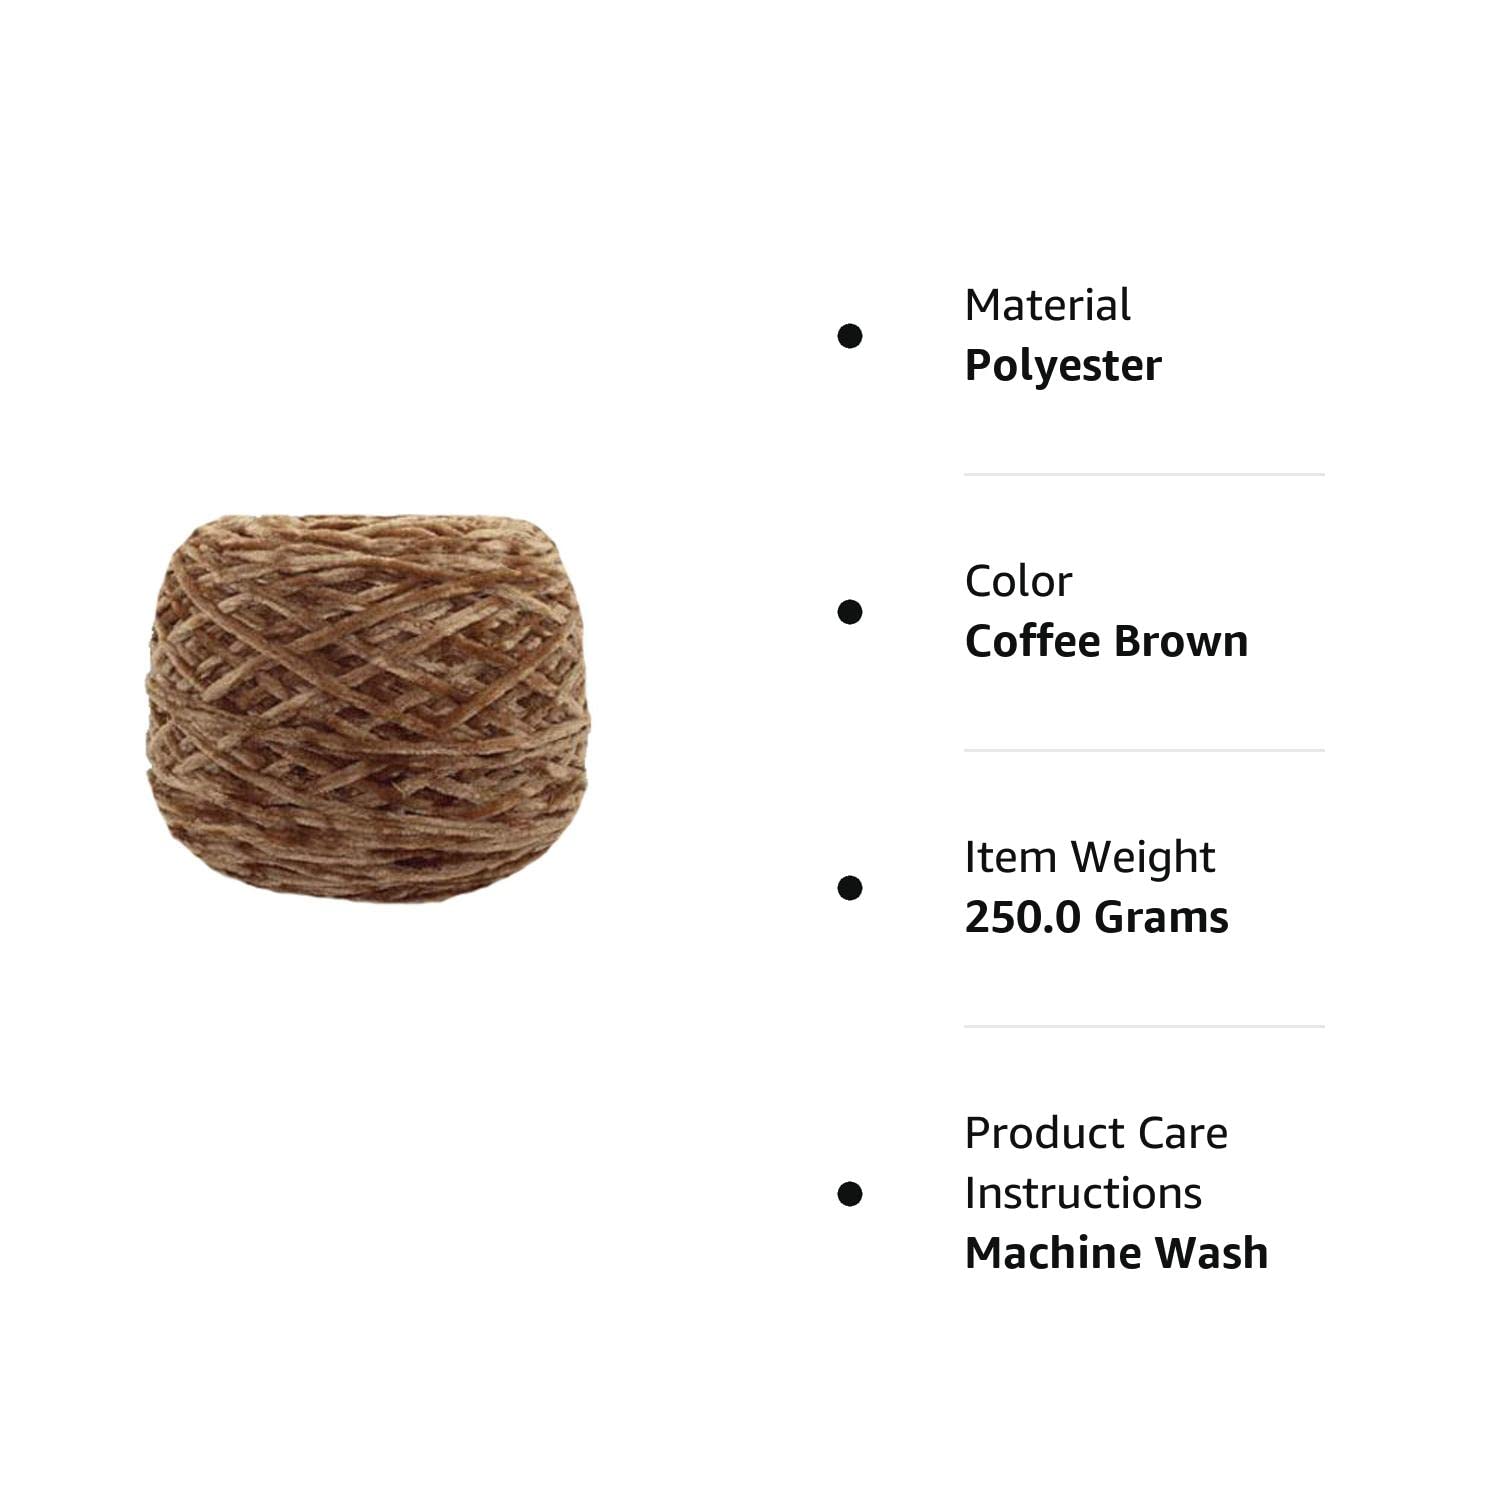 Material
Polyester
Color
Coffee Brown
Item Weight
250.0 Grams
Product Care
Instructions
Machine Wash